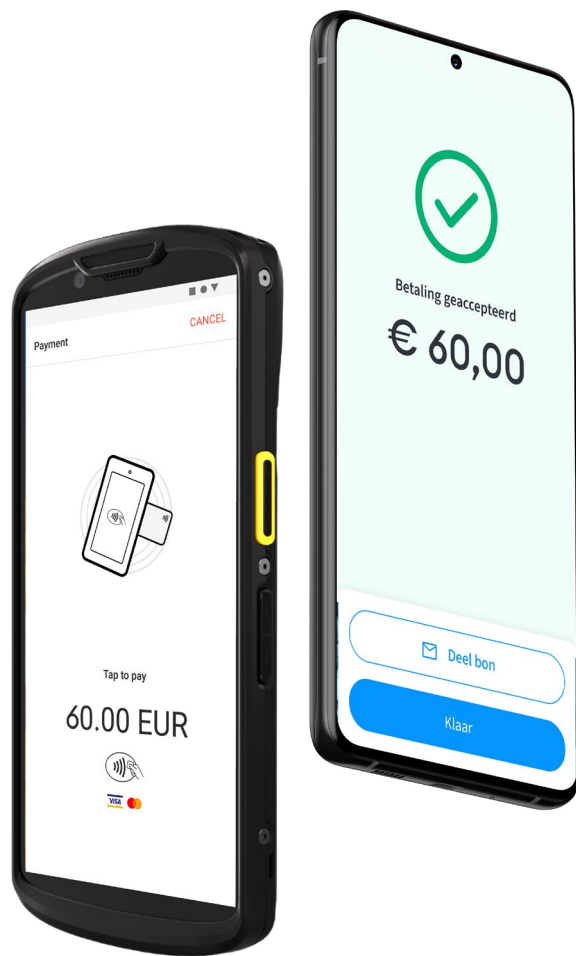 Payment
CANCEL
Tap to pay
60.00 EUR
VISA
Betaling geaccepteerd
€ 60,00
Deel bon
Klaar